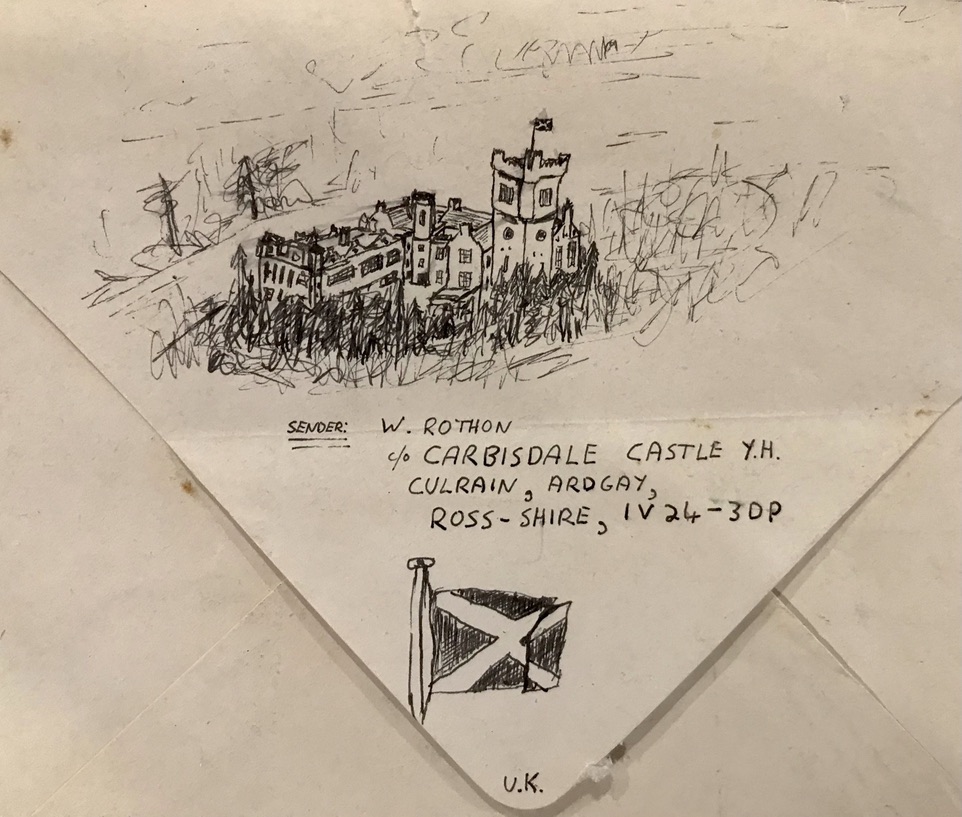 SENDER: W. ROTHON
c/o CARBISDALE CASTLE Y.H.
CULRAIN, ARDGAY,
ROSS-SHIRE, IV24-3DP
U.K.